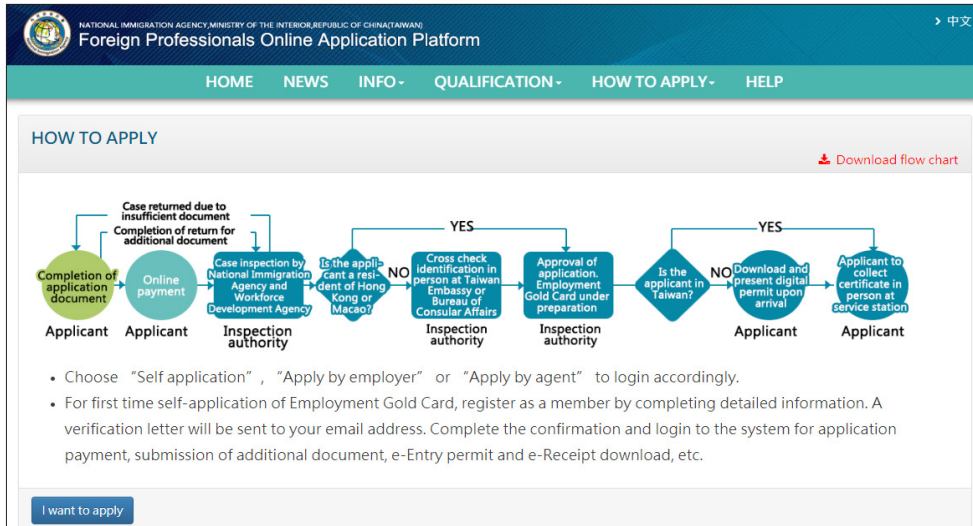 NATIONAL IMMIGRATION AGENCY,MINISTRY OF THE INTERIOR,REPUBLIC OF CHINA(TAIWAN)
Foreign Professionals Online Application Platform
中文
HOME NEWS INFO QUALIFICATION HOW TO APPLY HELP
HOW TO APPLY
Download flow chart
Case returned due to
insufficient document
Completion of return for
additional document
YES
YES
Completion of
application
document
Applicant
Online
payment
Applicant
Case inspection by
National Immigration
Agency and
Workforce
Development Agency
Inspection
authority
Is the appli-
cant a resi-
dent of Hong
Kong or
Macao?
NO
Cross check
identification in
person at Taiwan
Embassy or
Bureau of
Consular Affairs
Inspection
authority
Approval of
application.
Employment
Gold Card under
preparation
Inspection
authority
Is the
applicant in
Taiwan?
NO
Download and
present digital
permit upon
arrival
Applicant
Applicant to
collect
certificate in
person at
service station
Applicant
• Choose “Self application”, “Apply by employer” or “Apply by agent” to login accordingly.
• For first time self-application of Employment Gold Card, register as a member by completing detailed information. A
verification letter will be sent to your email address. Complete the confirmation and login to the system for application
payment, submission of additional document, e-Entry permit and e-Receipt download, etc.
I want to apply